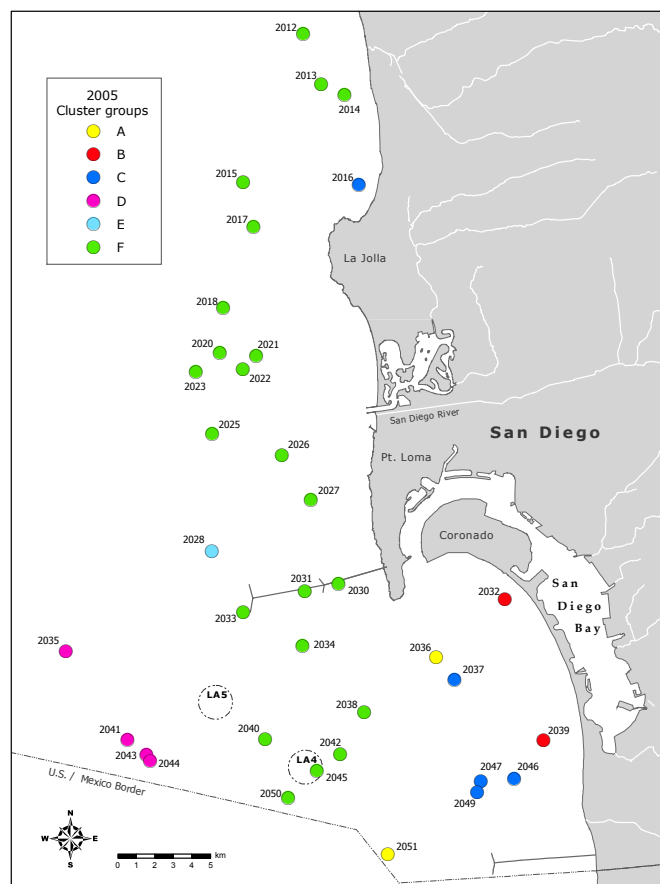 2012
2013
2014
2005
Cluster groups
A
B
C
D
E
F
2015
2016
2017
La Jolla
2018
2020
2021
2022
2023
San Diego River
2025
San Diego
2026
Pt. Loma
2027
Coronado
2028
2031
2030
2032
San
Diego
Bay
2033
2034
2035
2036
2037
LA5
2038
2041
2040
2039
2043
2042
2044
LA4
2045
2047
2046
U.S. / Mexico Border
2049
2050
N
W E
S
0 1 2 3 4 5
km
2051